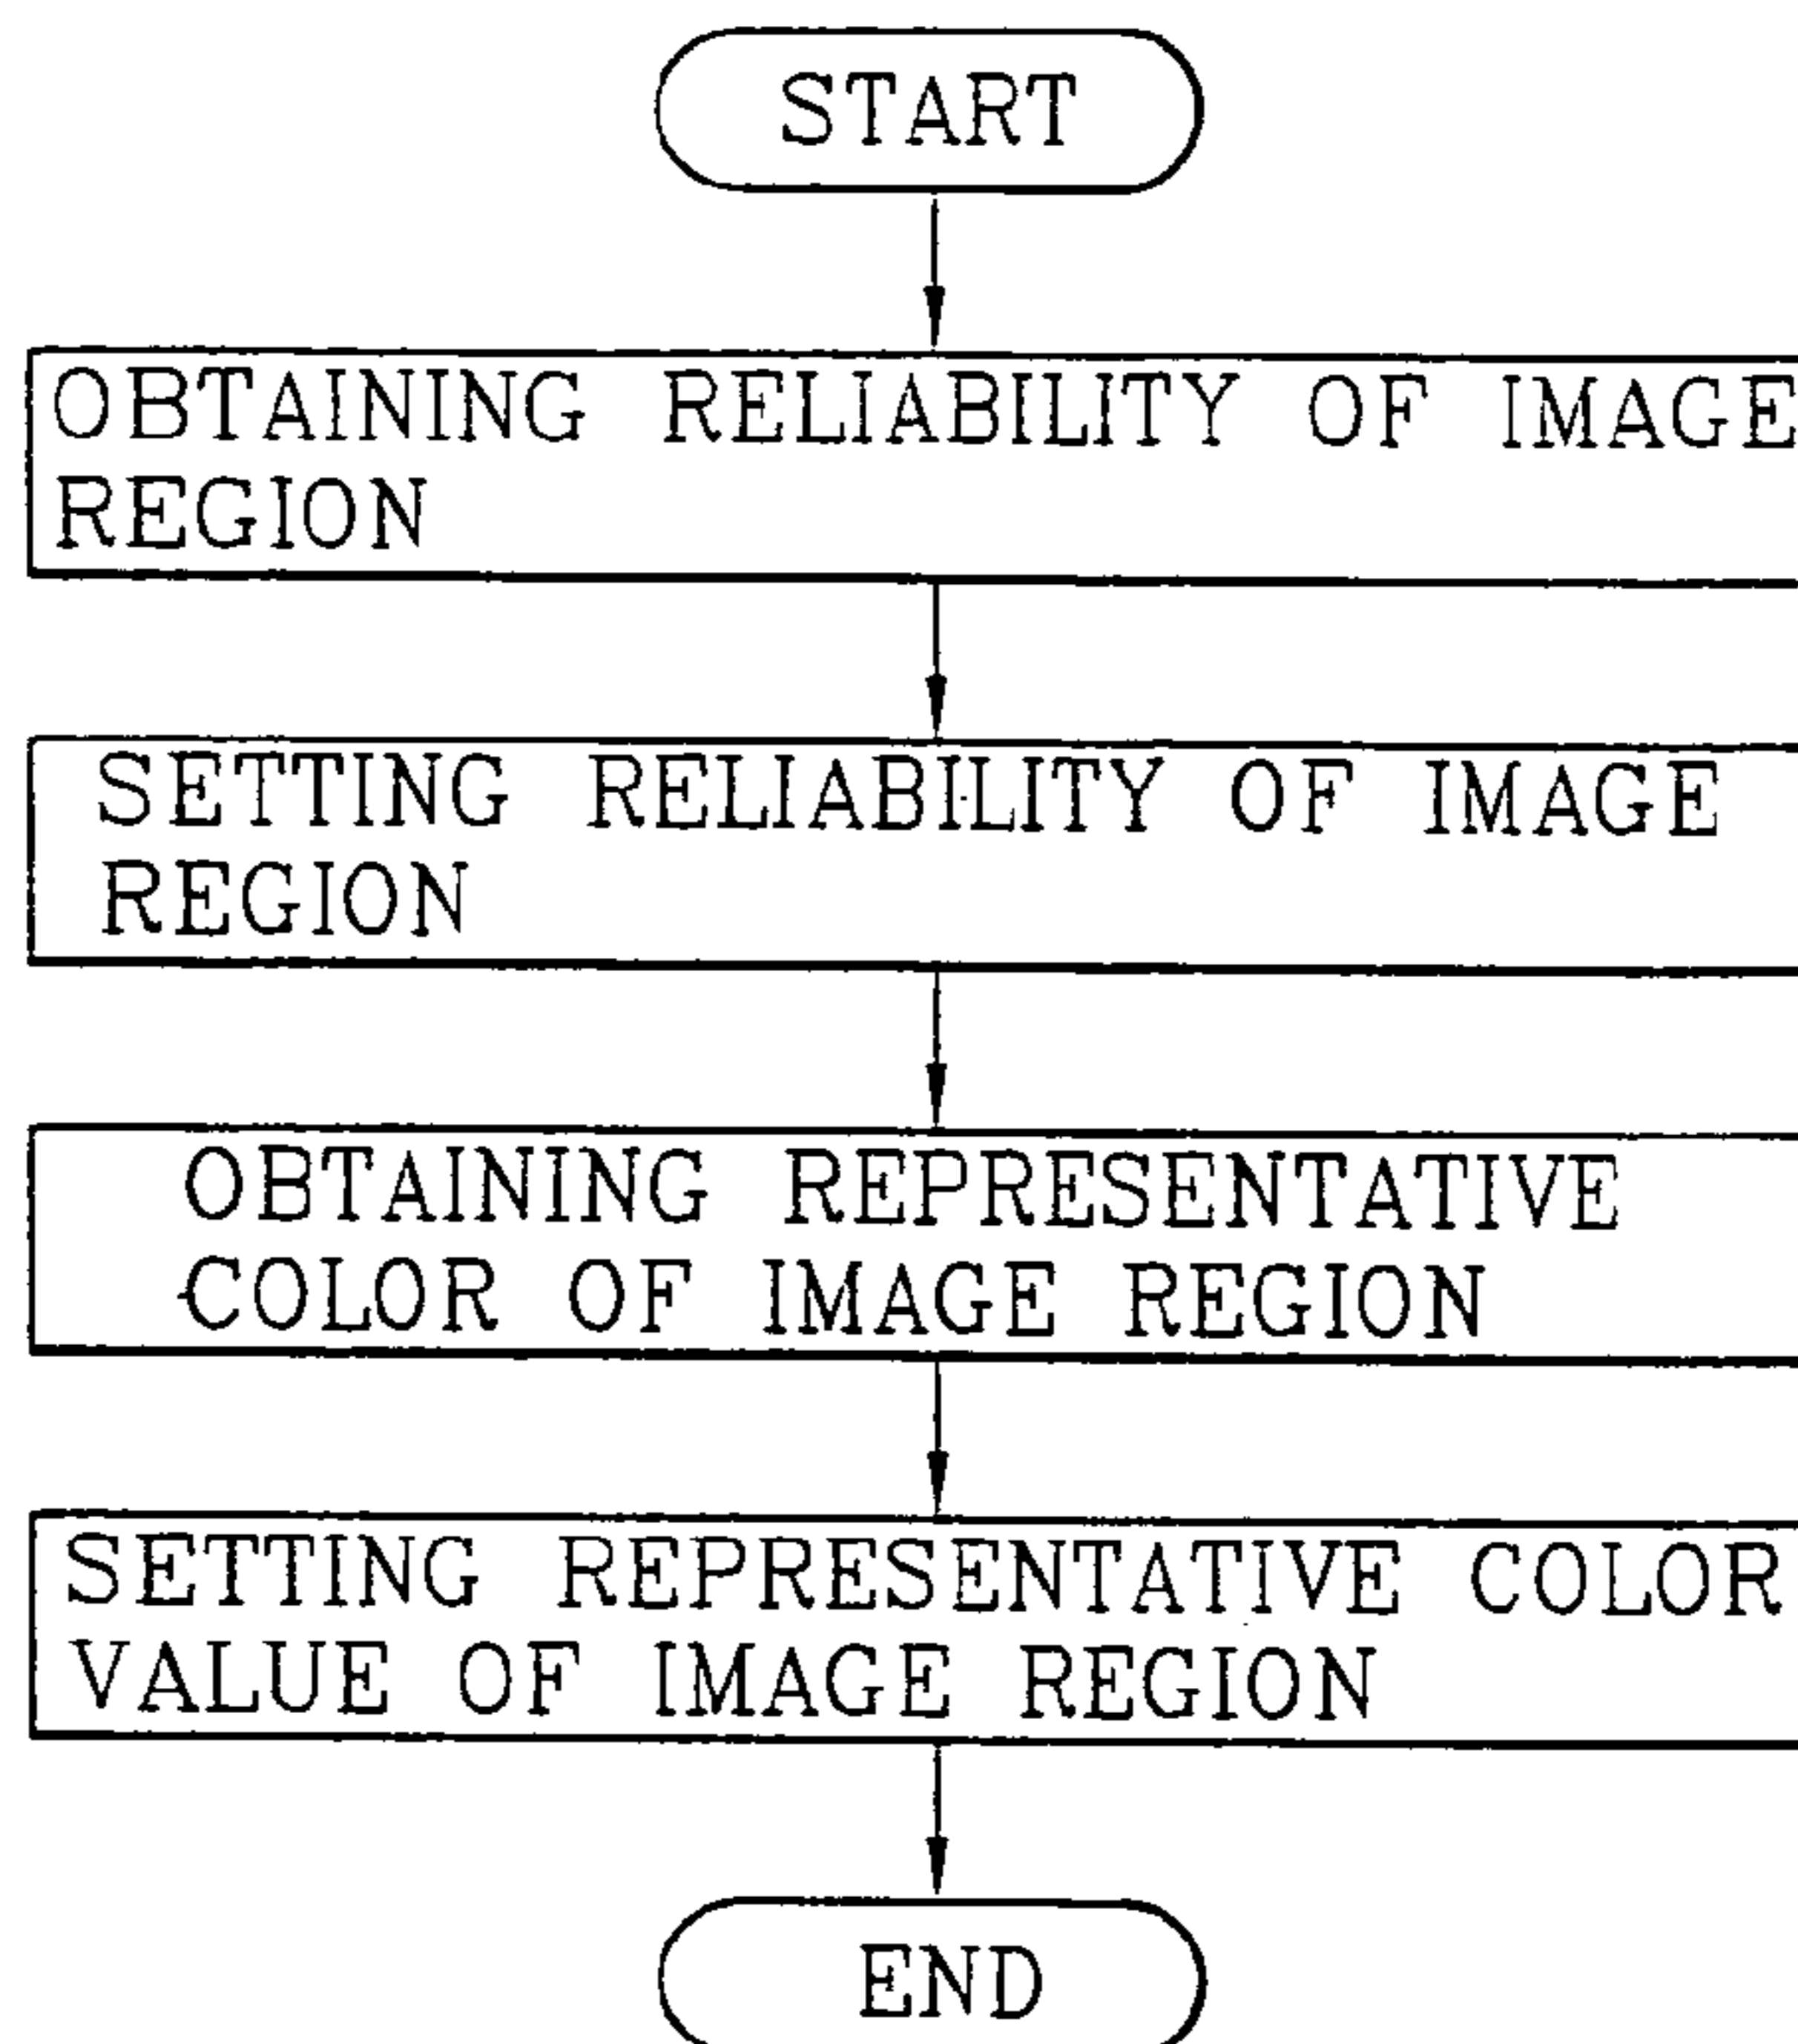 START
OBTAINING RELIABILITY OF IMAGE
REGION
SETTING RELIABILITY OF IMAGE
REGION
OBTAINING REPRESENTATIVE
COLOR OF IMAGE REGION
SETTING REPRESENTATIVE COLOR
VALUE OF IMAGE REGION
END